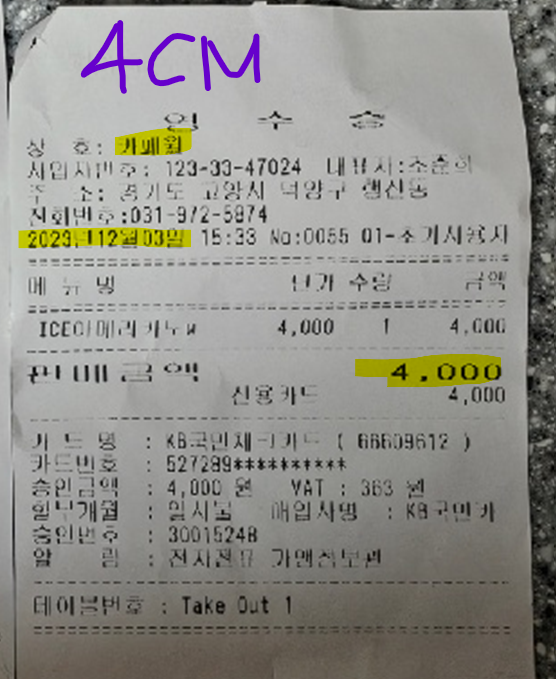 4CM
영 수 증
상 호: 카페일
사업자번호: 123-33-47024 대표자:조준희
주 소: 경기도 고양시 덕양구 행신동
전화번호:031-972-5874
2023년12월03일 15:33 No:0055 01-초기사용자
메 뉴 명 단가 수량 금액
ICE아메리카노M 4,000 1 4,000
판매금액 4,000
신용카드 4,000
카 드 명 : KB국민체크카드 ( 66609612 )
카드번호 : 527289**********
승인금액 : 4,000 원 VAT : 363 원
할부개월 : 일시불 매입사명 : KB국민카
승인번호 : 30015248
알 림 : 전자전표 가맹점보관
테이블번호 : Take Out 1